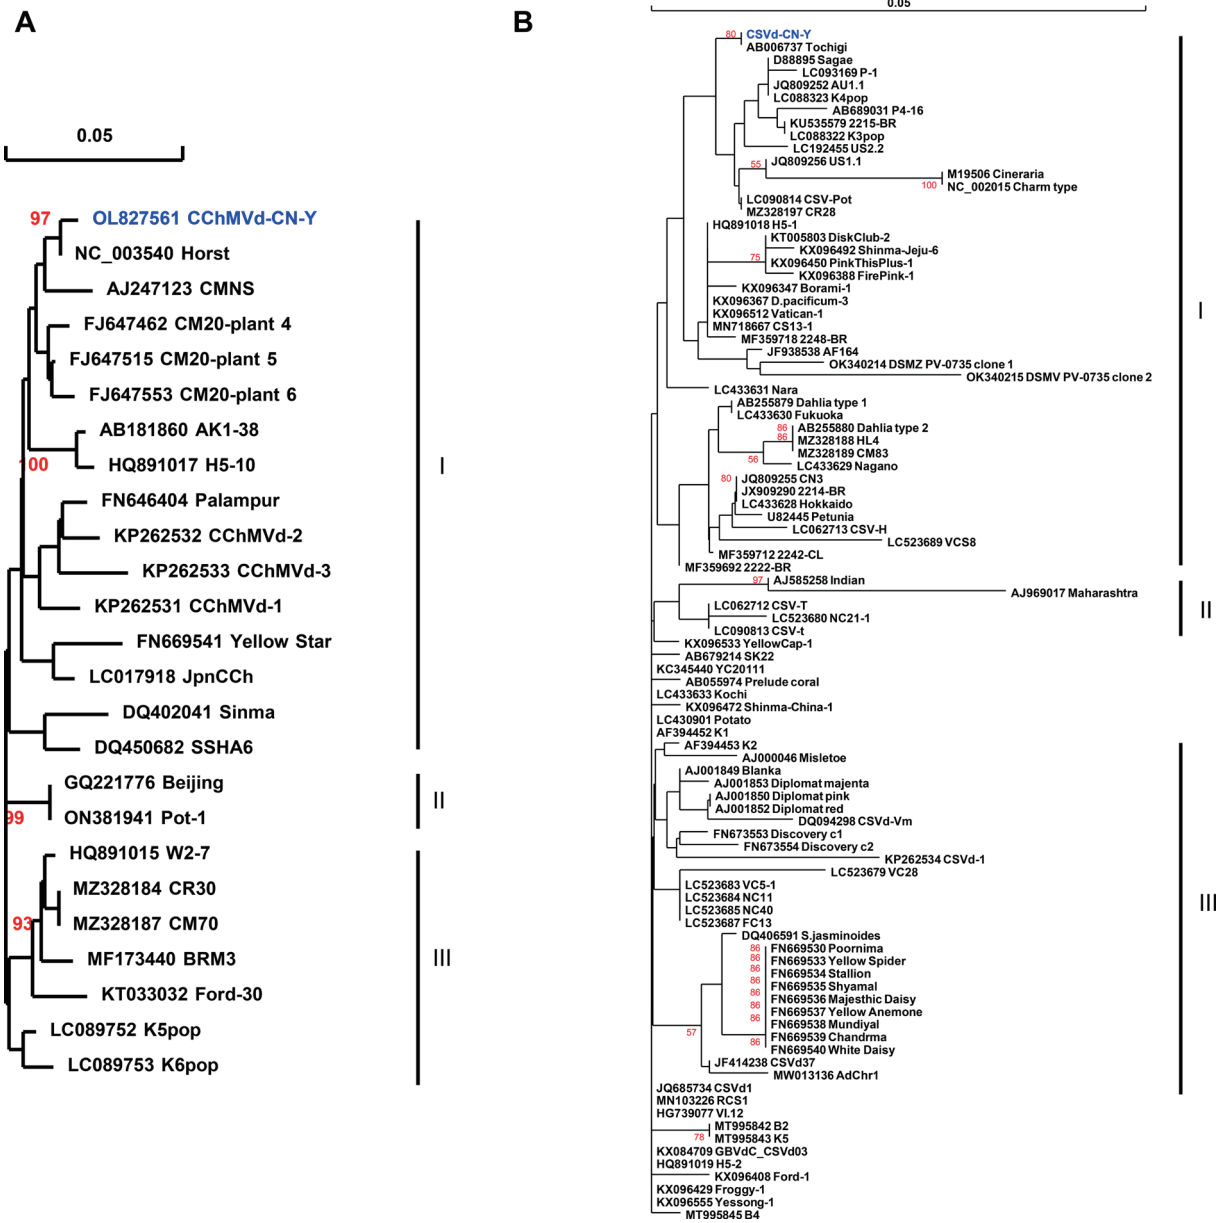 A
0.05
97
OL827561 CChMVd-CN-Y
NC_003540 Horst
AJ247123 CMNS
FJ647462 CM20-plant 4
FJ647515 CM20-plant 5
FJ647553 CM20-plant 6
AB181860 AK1-38
100
HQ891017 H5-10
I
FN646404 Palampur
KP262532 CChMVd-2
KP262533 CChMVd-3
KP262531 CChMVd-1
FN669541 Yellow Star
LC017918 JpnCCh
DQ402041 Sinma
DQ450682 SSHA6
GQ221776 Beijing
II
99
ON381941 Pot-1
HQ891015 W2-7
MZ328184 CR30
93
MZ328187 CM70
MF173440 BRM3
III
KT033032 Ford-30
LC089752 K5pop
LC089753 K6pop
B
0.05
80
CSVd-CN-Y
AB006737 Tochigi
D88895 Sagae
LC093169 P-1
JQ809252 AU1.1
LC088323 K4pop
AB689031 P4-16
KU535579 2215-BR
LC088322 K3pop
LC192455 US2.2
55
JQ809256 US1.1
M19506 Cineraria
100
NC_002015 Charm type
LC090814 CSV-Pot
MZ328197 CR28
HQ891018 H5-1
KT005803 DiskClub-2
KX096492 Shinma-Jeju-6
75
KX096450 PinkThisPlus-1
KX096388 FirePink-1
KX096347 Borami-1
KX096367 D.pacificum-3
KX096512 Vatican-1
I
MN718667 CS13-1
MF359718 2248-BR
JF938538 AF164
OK340214 DSMZ PV-0735 clone 1
OK340215 DSMV PV-0735 clone 2
LC433631 Nara
AB255879 Dahlia type 1
LC433630 Fukuoka
86
AB255880 Dahlia type 2
86
MZ328188 HL4
MZ328189 CM83
56
LC433629 Nagano
80
JQ809255 CN3
JX909290 2214-BR
LC433628 Hokkaido
U82445 Petunia
LC062713 CSV-H
LC523689 VCS8
MF359712 2242-CL
MF359692 2222-BR
97
AJ585258 Indian
AJ969017 Maharashtra
LC062712 CSV-T
II
LC523680 NC21-1
LC090813 CSV-t
KX096533 YellowCap-1
AB679214 SK22
KC345440 YC20111
AB055974 Prelude coral
LC433633 Kochi
KX096472 Shinma-China-1
LC430901 Potato
AF394452 K1
AF394453 K2
AJ000046 Misletoe
AJ001849 Blanka
AJ001853 Diplomat majenta
AJ001850 Diplomat pink
AJ001852 Diplomat red
DQ094298 CSVd-Vm
FN673553 Discovery c1
FN673554 Discovery c2
KP262534 CSVd-1
LC523679 VC28
LC523683 VC5-1
LC523684 NC11
III
LC523685 NC40
LC523687 FC13
DQ406591 S.jasminoides
86
FN669530 Poornima
86
FN669533 Yellow Spider
86
FN669534 Stallion
86
FN669535 Shyamal
86
FN669536 Majesthic Daisy
86
FN669537 Yellow Anemone
86
FN669538 Mundiyal
57
FN669539 Chandrma
86
FN669540 White Daisy
JF414238 CSVd37
MW013136 AdChr1
JQ685734 CSVd1
MN103226 RCS1
HG739077 VI.12
MT995842 B2
78
MT995843 K5
KX084709 GBVdC_CSVd03
HQ891019 H5-2
KX096408 Ford-1
KX096429 Froggy-1
KX096555 Yessong-1
MT995845 B4